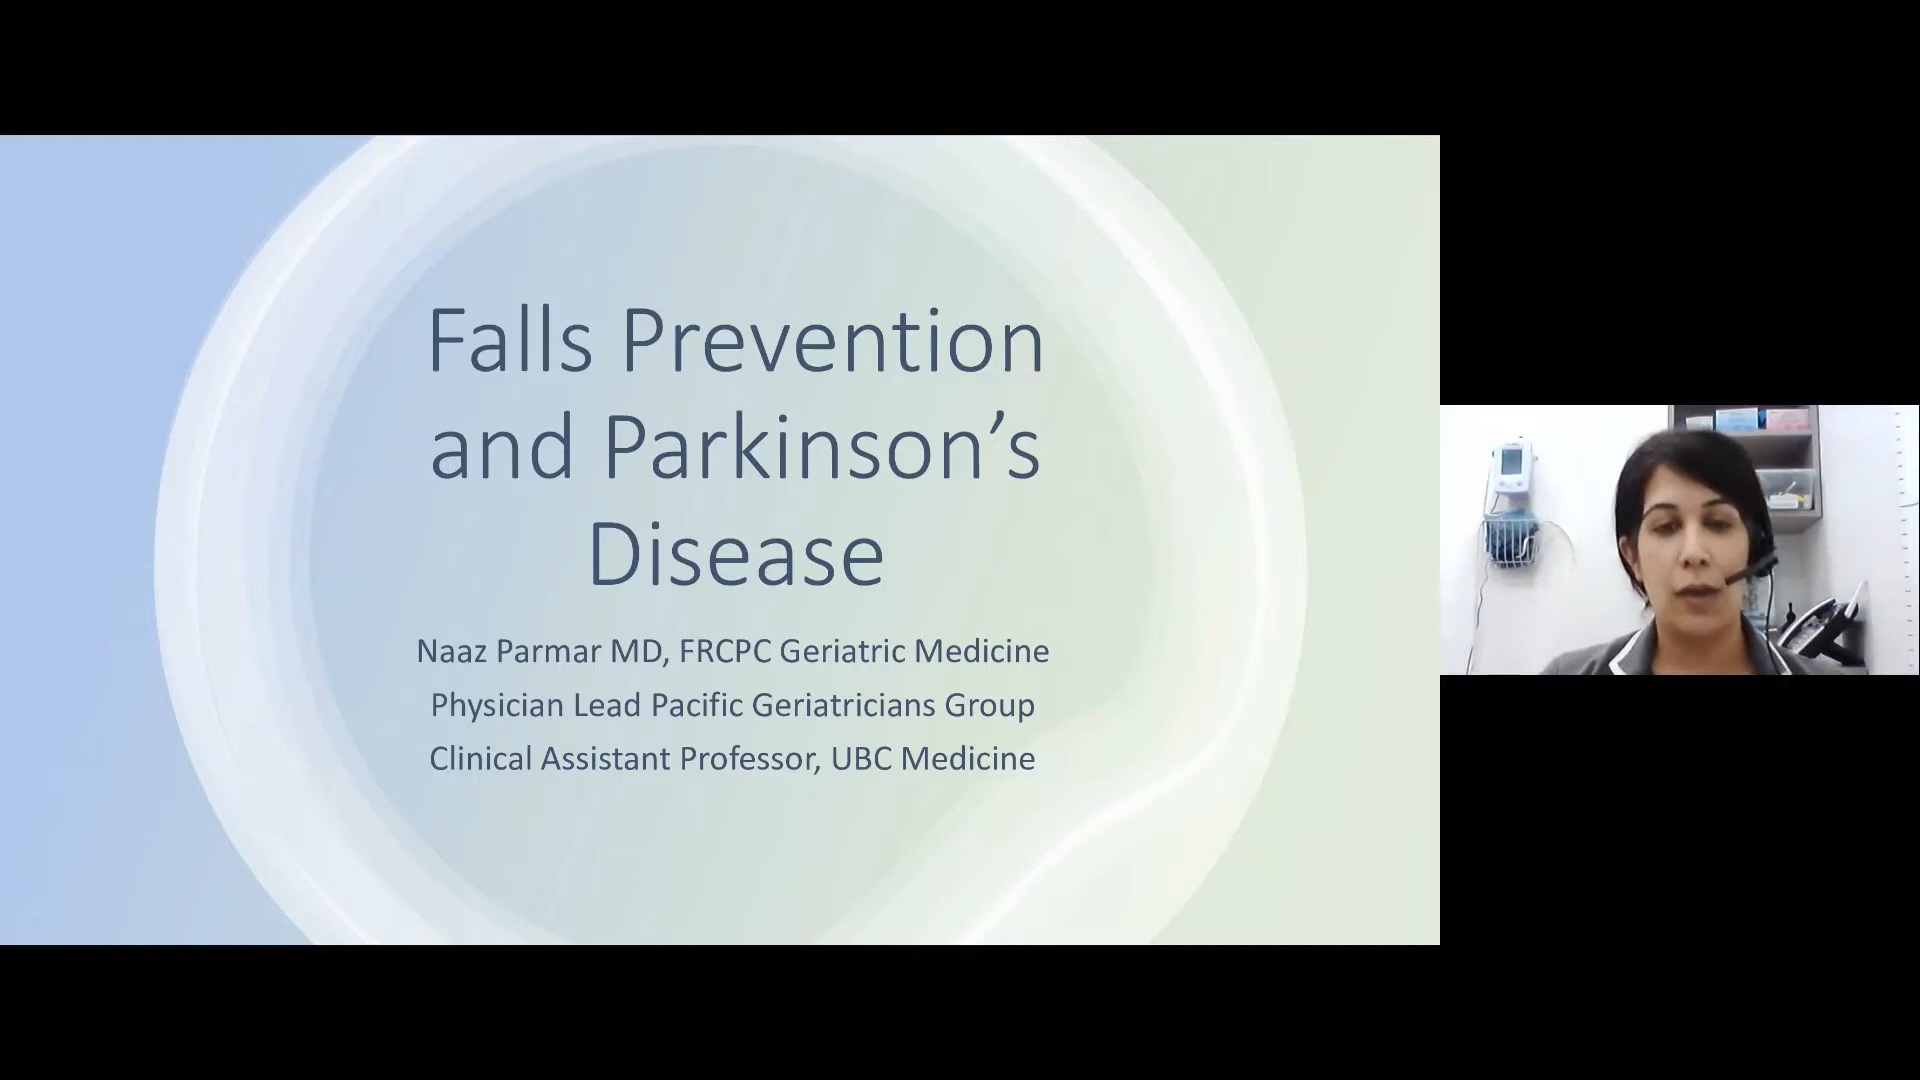 Falls Prevention
and Parkinson’s
Disease
Naaz Parmar MD, FRCPC Geriatric Medicine
Physician Lead Pacific Geriatricians Group
Clinical Assistant Professor, UBC Medicine